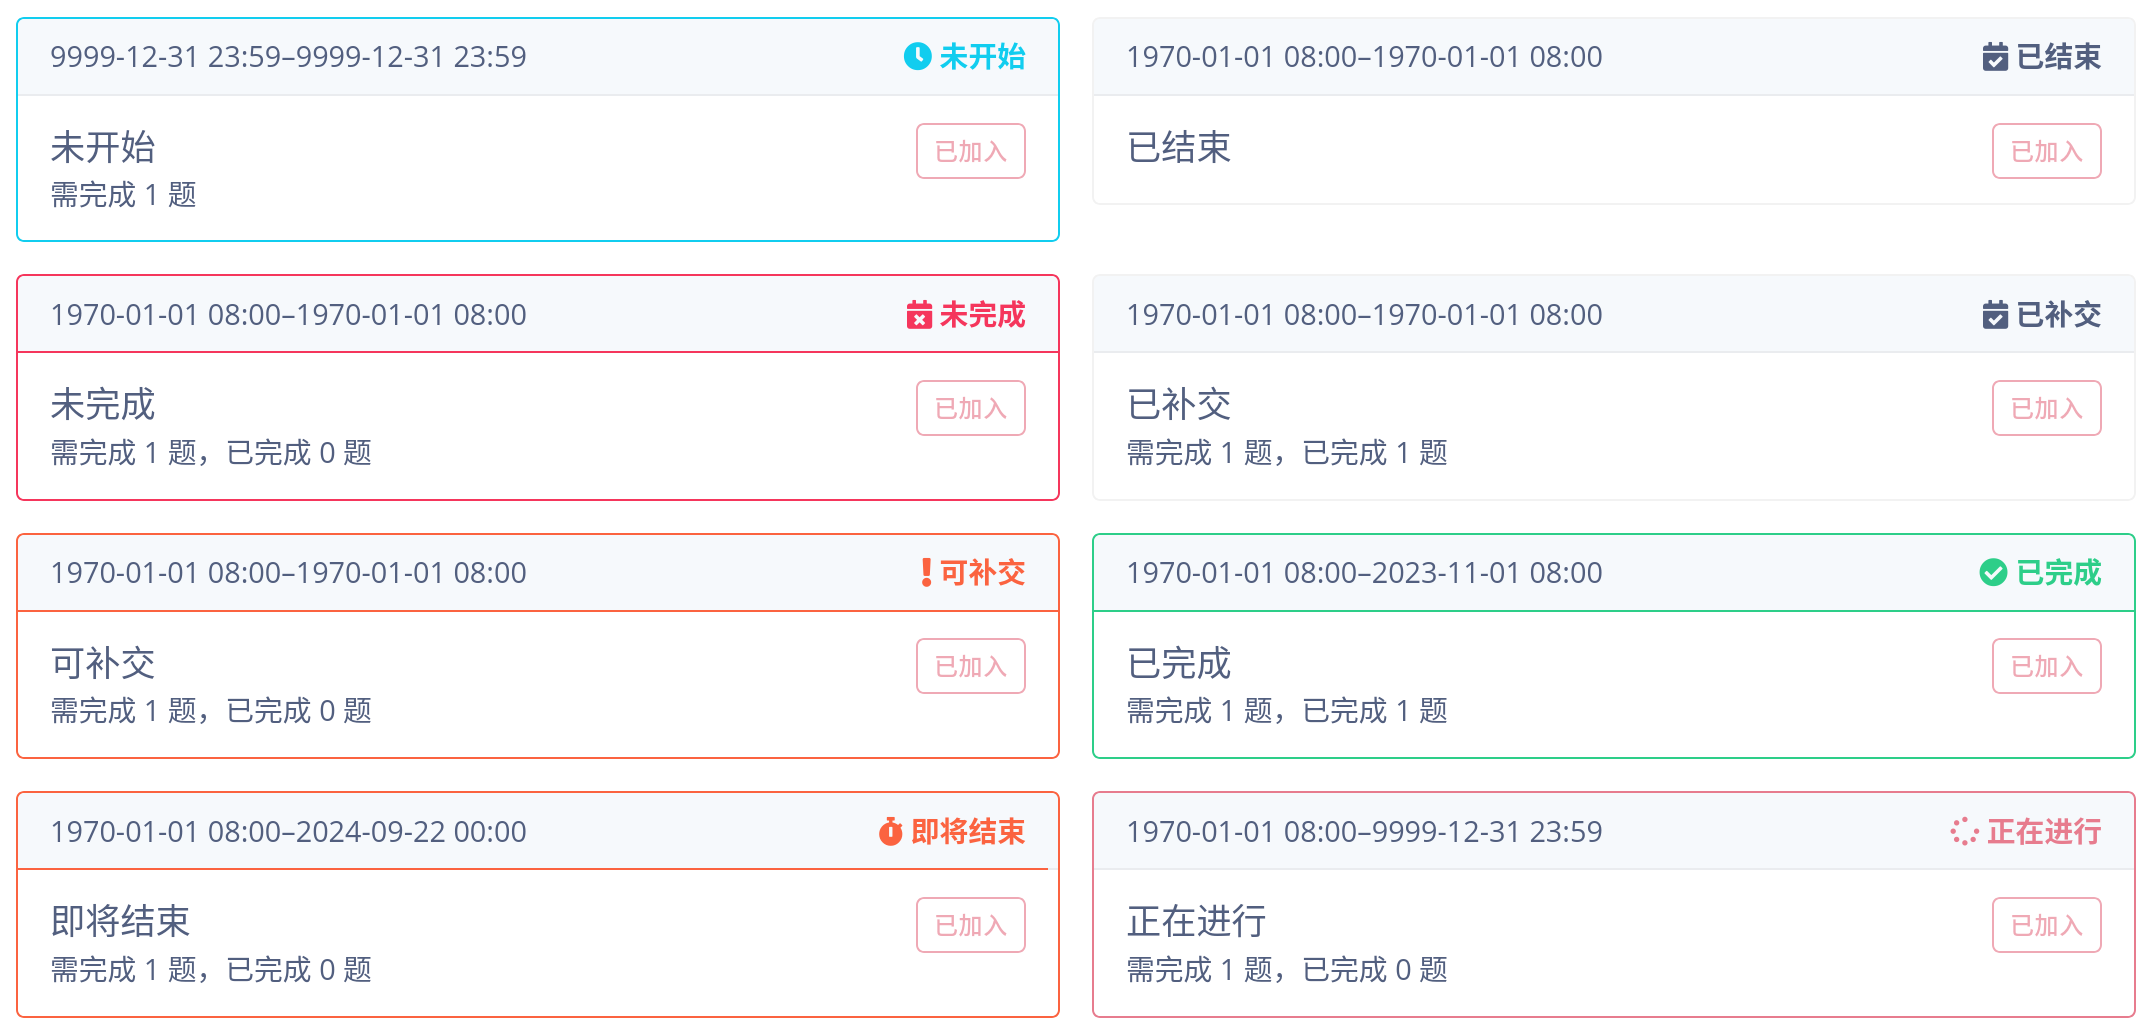 9999-12-31 23:59–9999-12-31 23:59 未开始
未开始 已加入
需完成 1 题
1970-01-01 08:00–1970-01-01 08:00 已结束
已结束 已加入
1970-01-01 08:00–1970-01-01 08:00 未完成
未完成 已加入
需完成 1 题，已完成 0 题
1970-01-01 08:00–1970-01-01 08:00 已补交
已补交 已加入
需完成 1 题，已完成 1 题
1970-01-01 08:00–1970-01-01 08:00 可补交
可补交 已加入
需完成 1 题，已完成 0 题
1970-01-01 08:00–2023-11-01 08:00 已完成
已完成 已加入
需完成 1 题，已完成 1 题
1970-01-01 08:00–2024-09-22 00:00 即将结束
即将结束 已加入
需完成 1 题，已完成 0 题
1970-01-01 08:00–9999-12-31 23:59 正在进行
正在进行 已加入
需完成 1 题，已完成 0 题